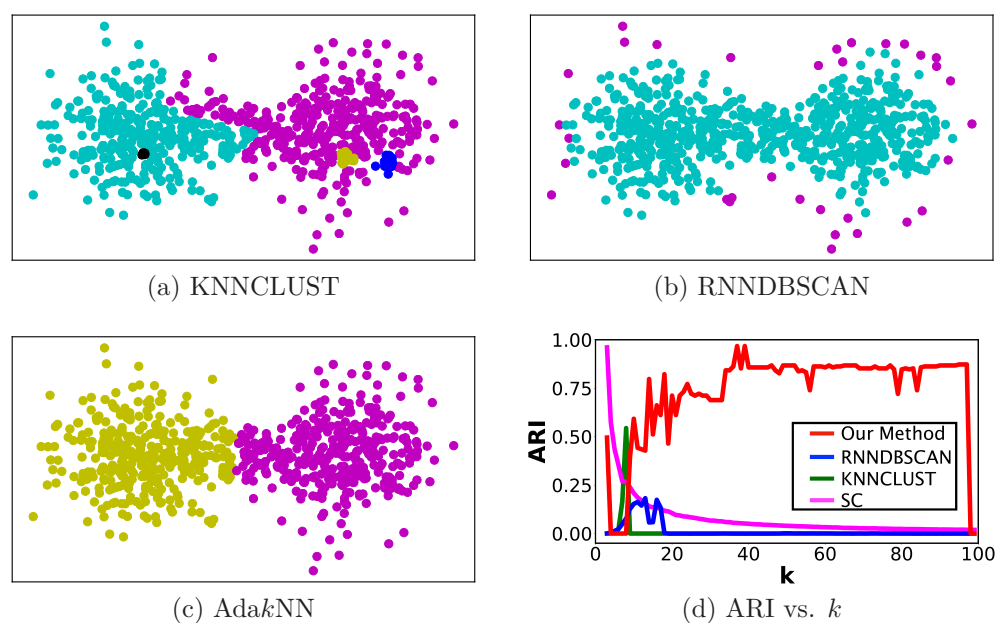 (a) KNNCLUST
(b) RNNDBSCAN
(c) AdakNN
1.00
0.75
0.50
0.25
0.00
ARI
Our Method
RNNDBSCAN
KNNCLUST
SC
0 20 40 60 80 100
k
(d) ARI vs. k